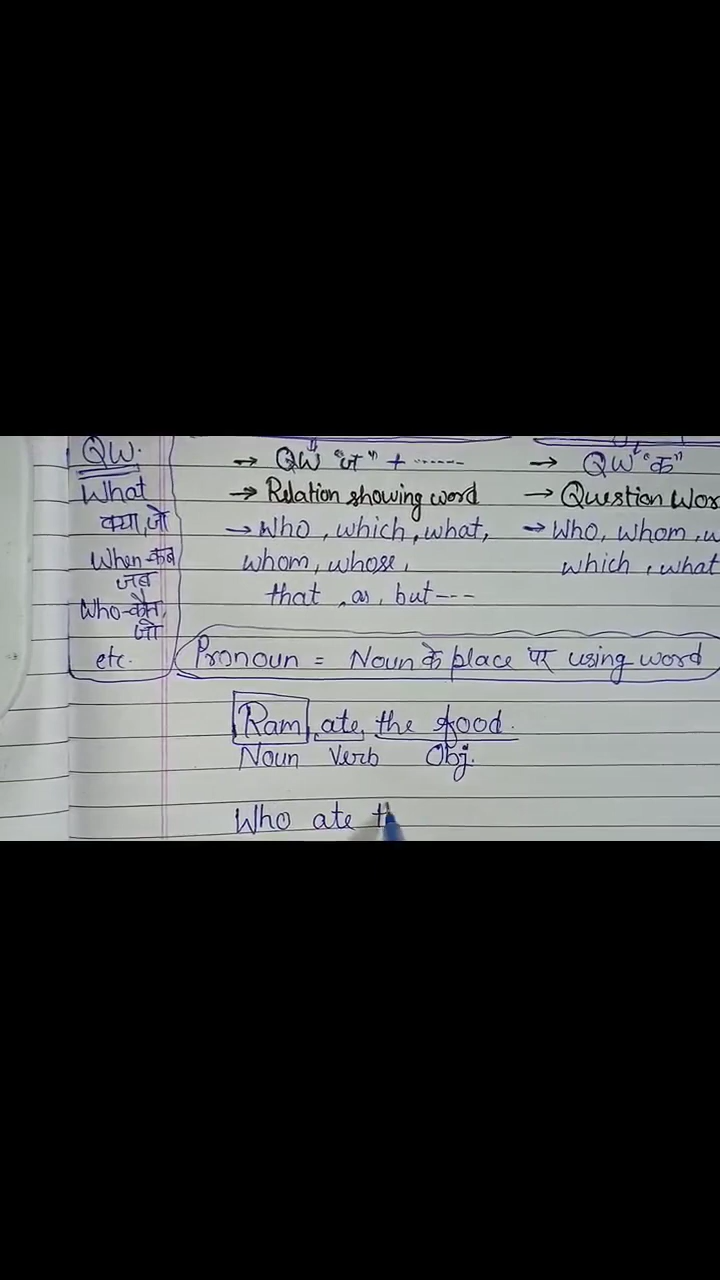 QW.
What
क्या, जो
When-कब
जब
Who-कौन,
जो
etc.
→ QW "ज" + ......
→ Relation showing word
→ Who, which, what,
whom, whose,
that, as, but---
→ QW "क"
→ Question Wor
→ Who, Whom, w
which, what
Pronoun = Noun के place पर using word
Ram ate the food.
Noun Verb Obj.
Who ate t